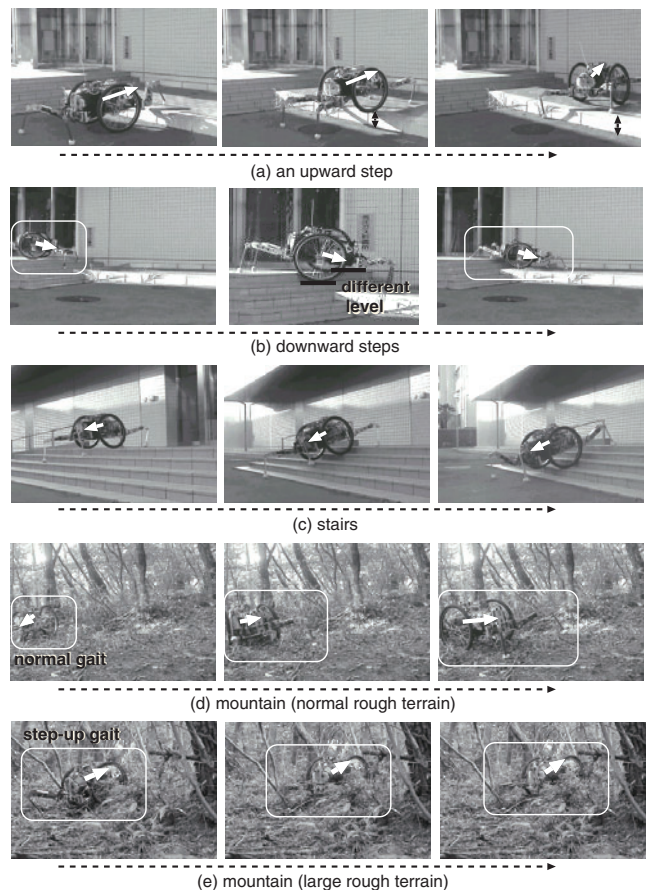 (a) an upward step
different
level
(b) downward steps
(c) stairs
normal gait
(d) mountain (normal rough terrain)
step-up gait
(e) mountain (large rough terrain)